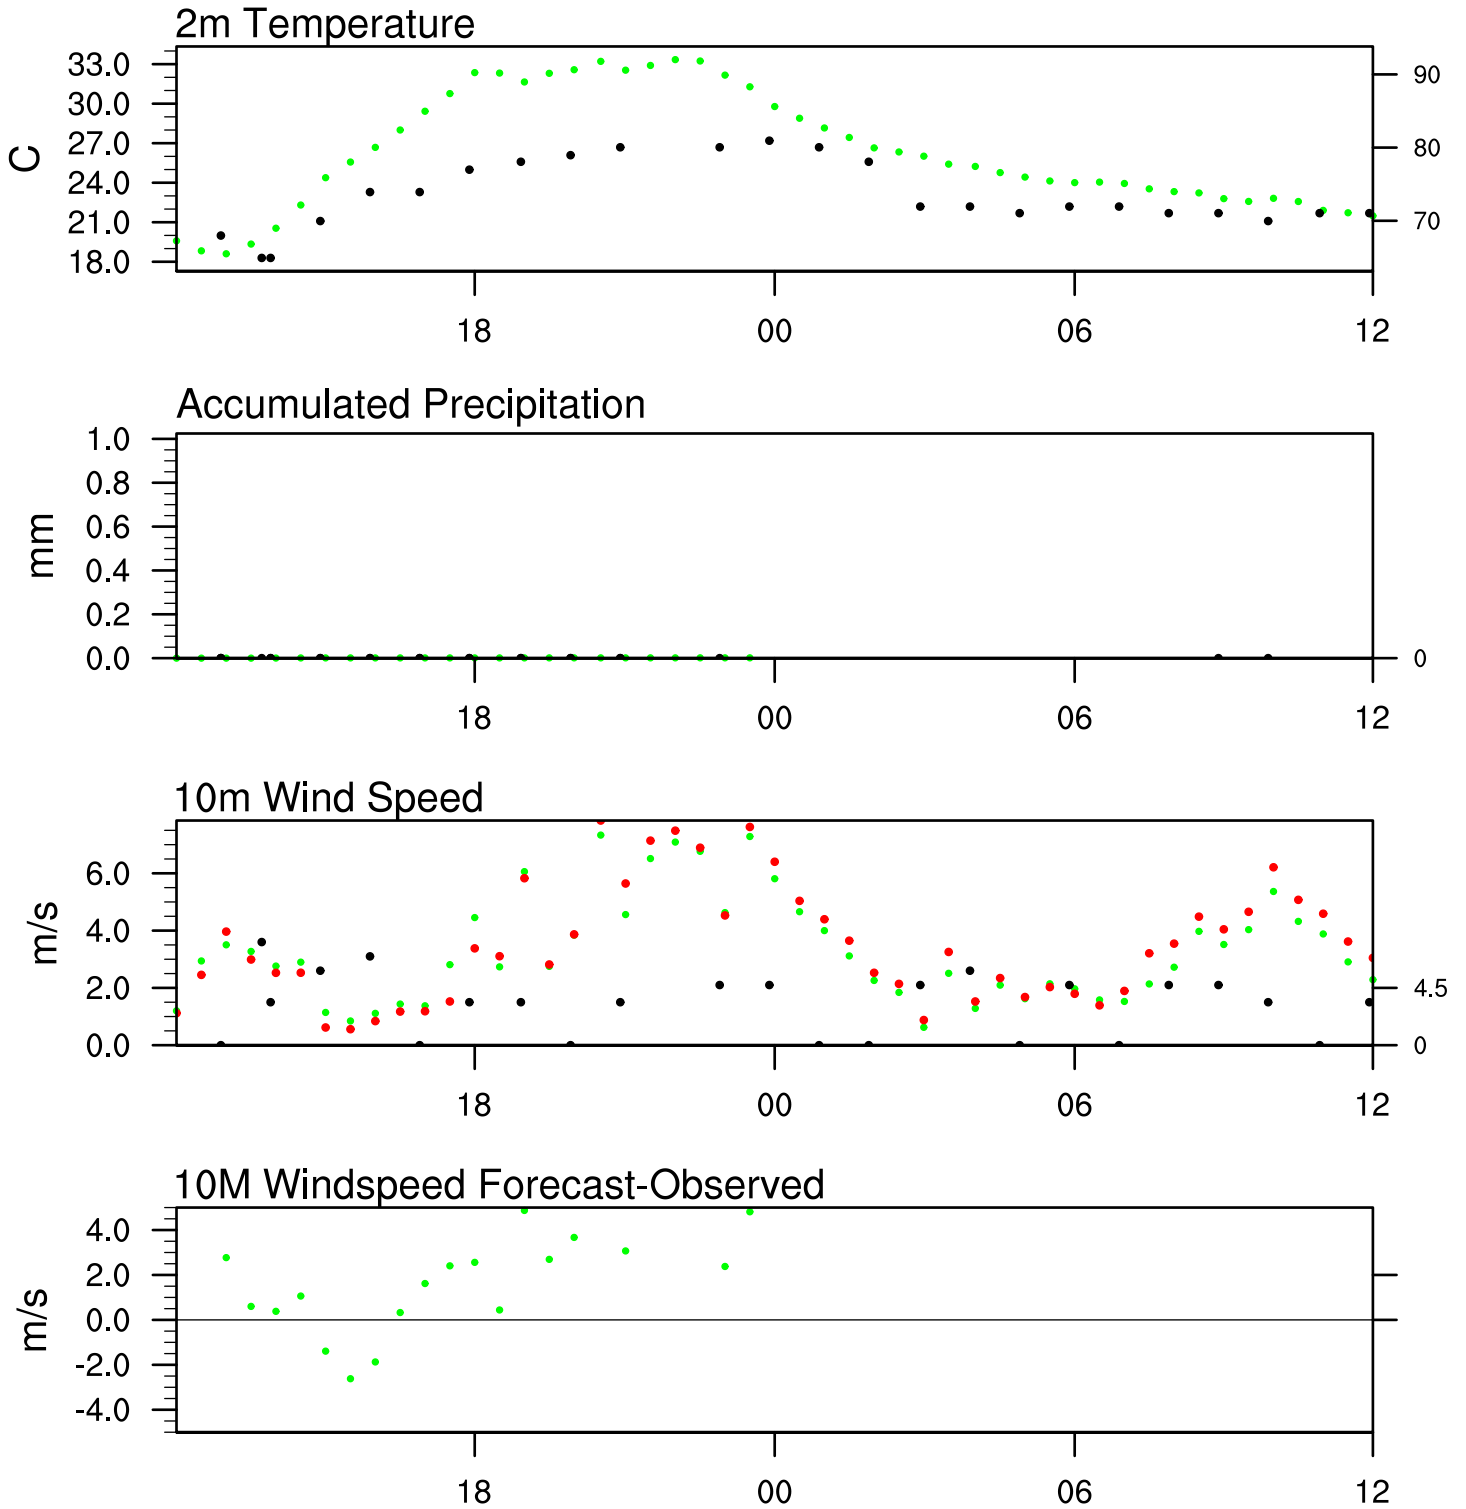 2m Temperature
33.0
30.0
27.0
24.0
21.0
18.0
C
90
80
70
18 00 06 12
Accumulated Precipitation
1.0
0.8
0.6
0.4
0.2
0.0
mm
0
18 00 06 12
10m Wind Speed
6.0
4.0
2.0
0.0
m/s
4.5
0
18 00 06 12
10M Windspeed Forecast-Observed
4.0
2.0
0.0
-2.0
-4.0
m/s
18 00 06 12